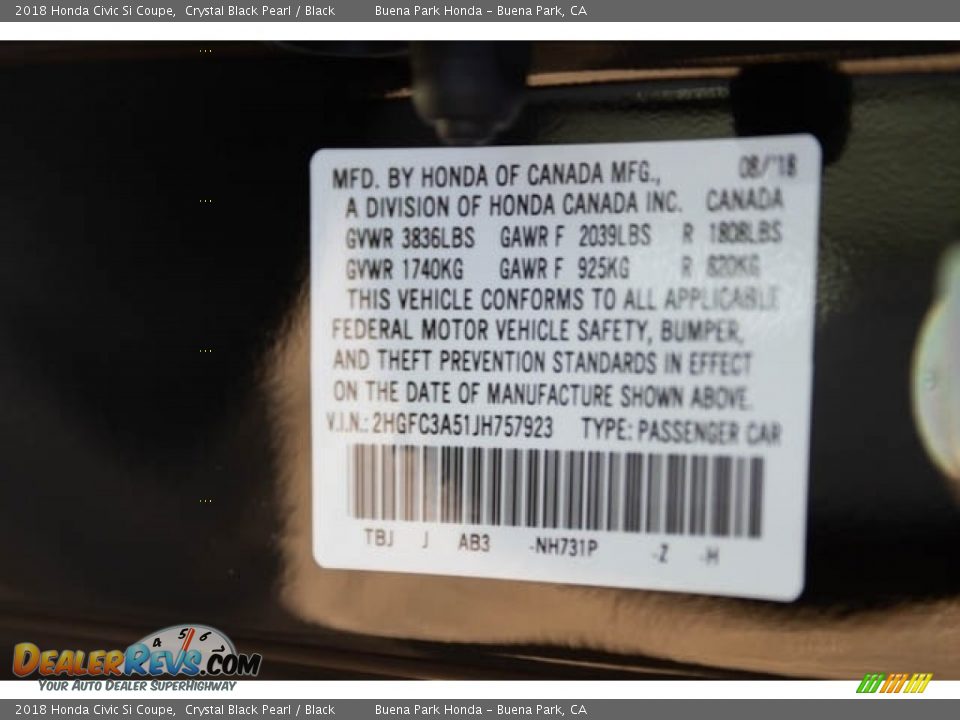 2018 Honda Civic Si Coupe, Crystal Black Pearl / Black Buena Park Honda - Buena Park, CA
MFD. BY HONDA OF CANADA MFG., 08/'18
A DIVISION OF HONDA CANADA INC. CANADA
GVWR 3836LBS GAWR F 2039LBS R 1808LBS
GVWR 1740KG GAWR F 925KG R 820KG
THIS VEHICLE CONFORMS TO ALL APPLICABLE
FEDERAL MOTOR VEHICLE SAFETY, BUMPER,
AND THEFT PREVENTION STANDARDS IN EFFECT
ON THE DATE OF MANUFACTURE SHOWN ABOVE.
V.I.N.: 2HGFC3A51JH757923 TYPE: PASSENGER CAR
TBJ J AB3 -NH731P -Z -H
4 5 6
DEALERREVS.COM
YOUR AUTO DEALER SUPERHIGHWAY
2018 Honda Civic Si Coupe, Crystal Black Pearl / Black Buena Park Honda - Buena Park, CA